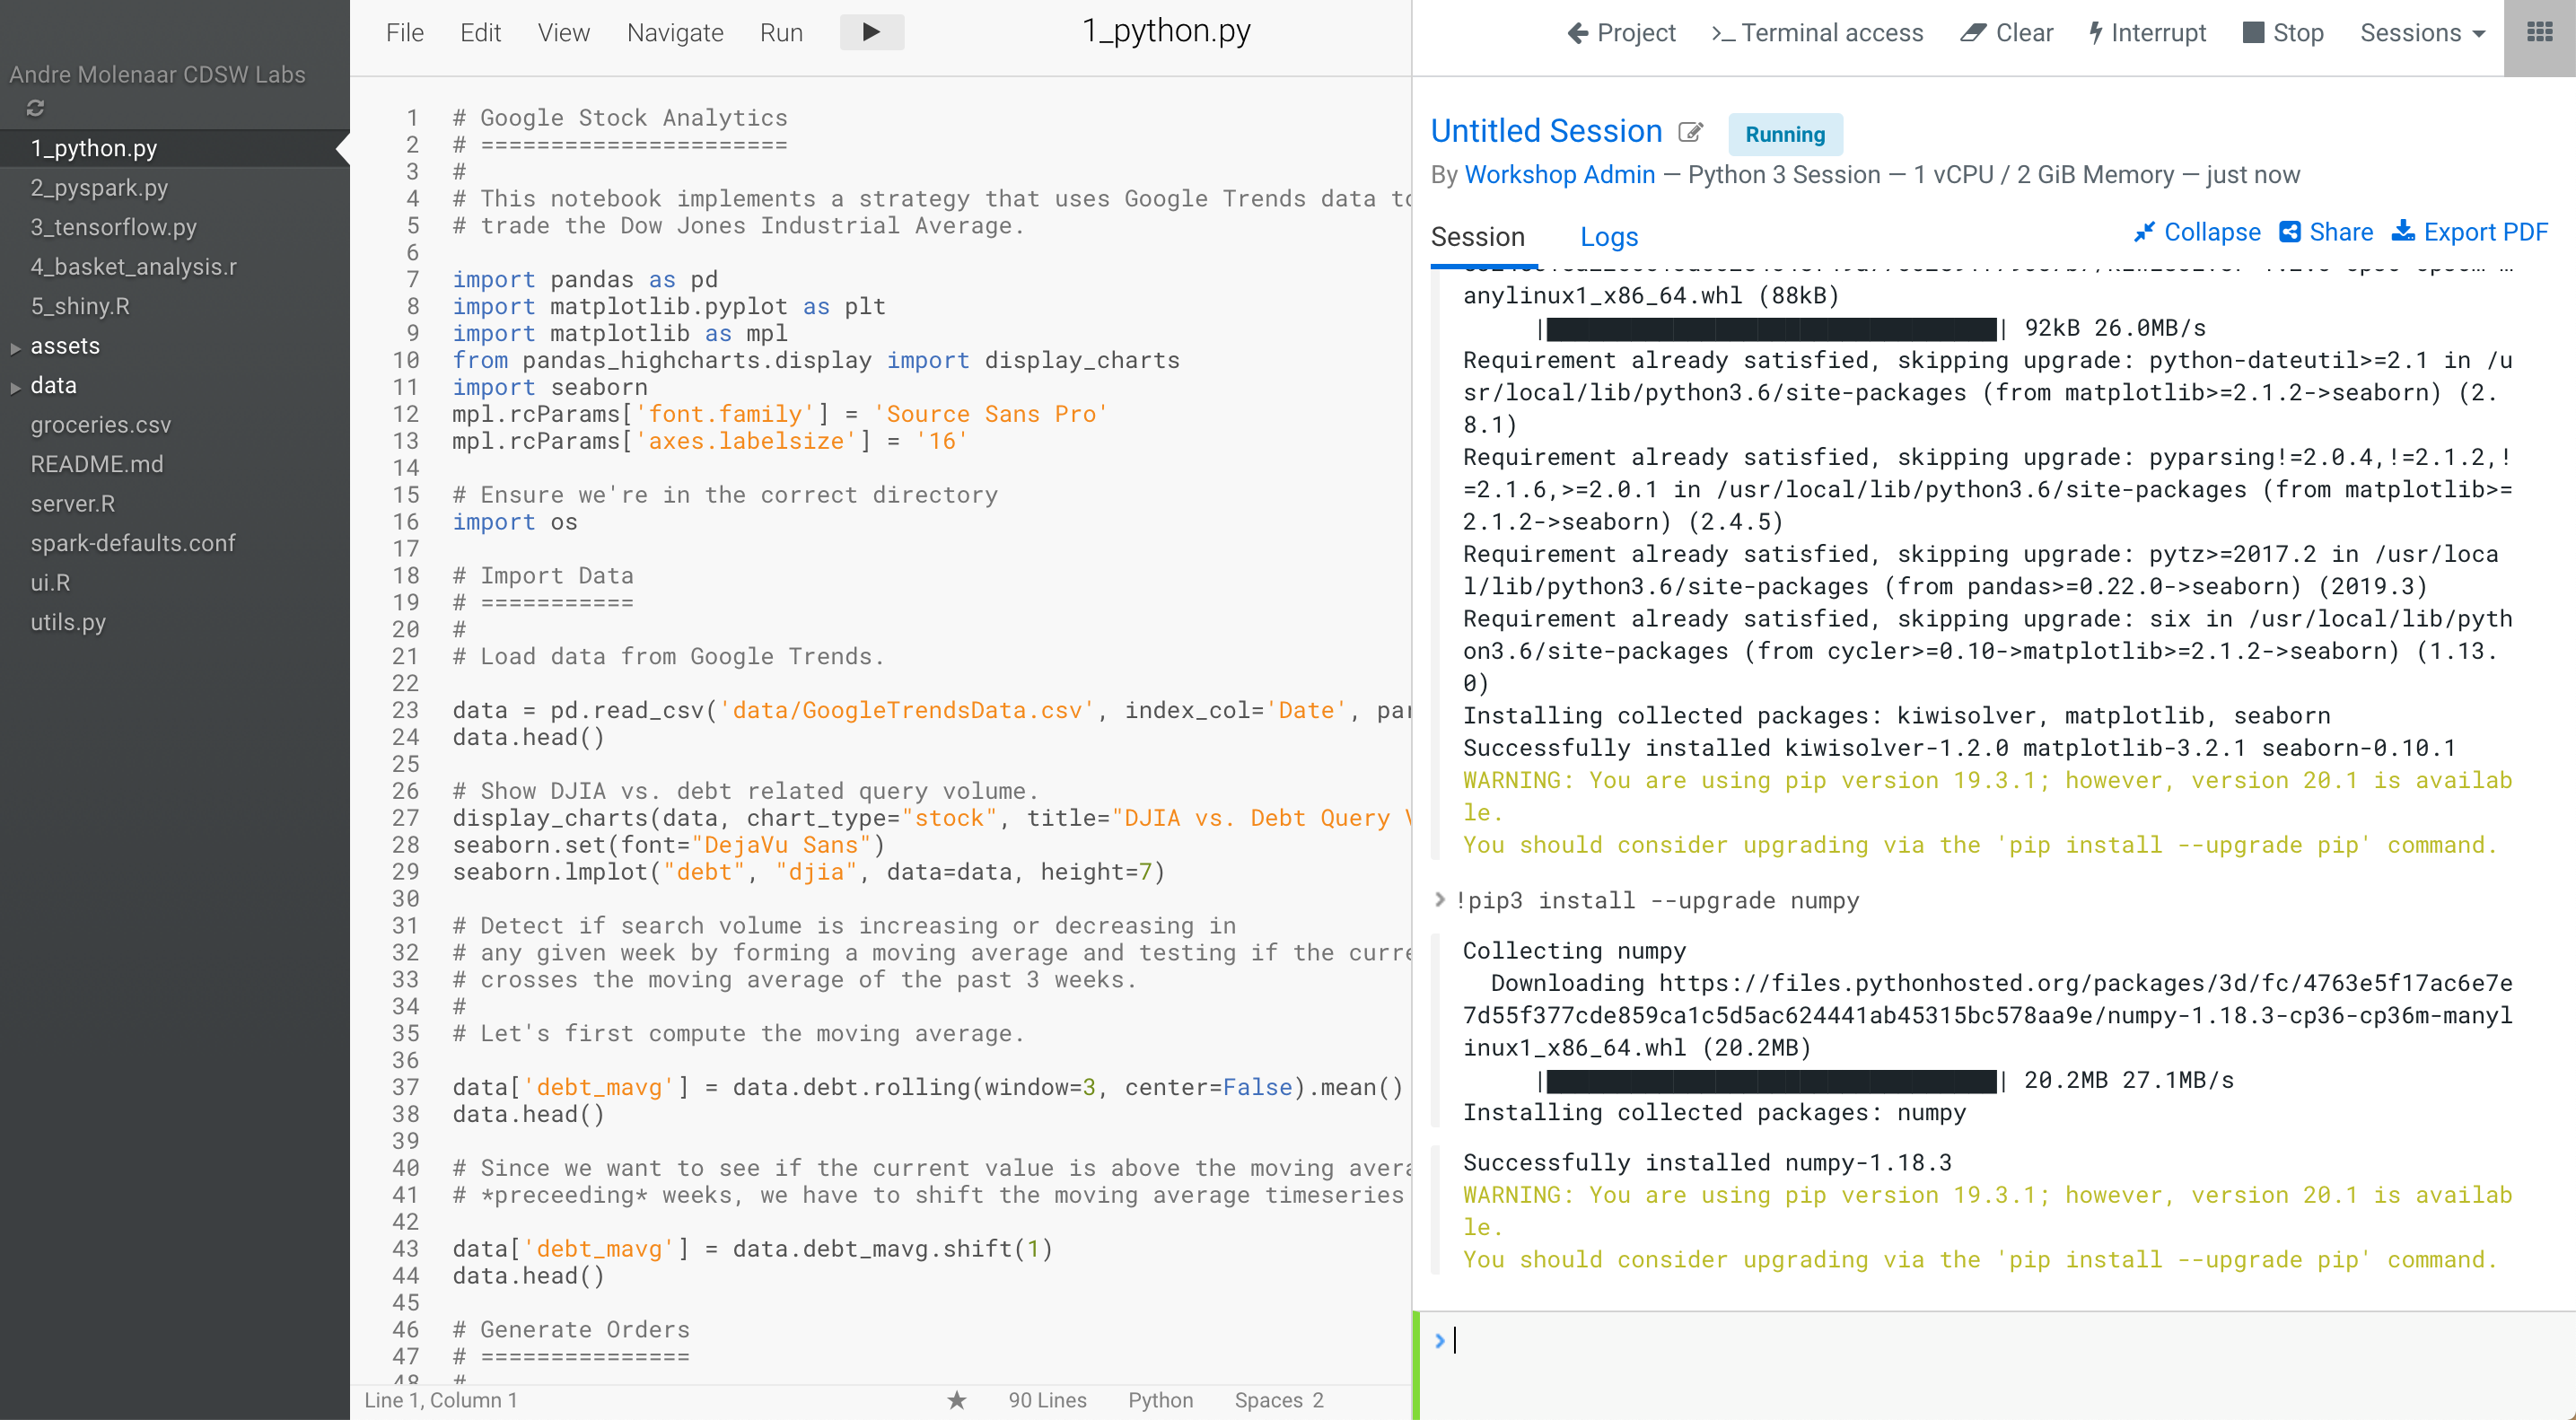 Andre Molenaar CDSW Labs
1_python.py
2_pyspark.py
3_tensorflow.py
4_basket_analysis.r
5_shiny.R
assets
data
groceries.csv
README.md
server.R
spark-defaults.conf
ui.R
utils.py
File Edit View Navigate Run 1_python.py
1 # Google Stock Analytics
2 # ======================
3 #
4 # This notebook implements a strategy that uses Google Trends data to
5 # trade the Dow Jones Industrial Average.
6
7 import pandas as pd
8 import matplotlib.pyplot as plt
9 import matplotlib as mpl
10 from pandas_highcharts.display import display_charts
11 import seaborn
12 mpl.rcParams['font.family'] = 'Source Sans Pro'
13 mpl.rcParams['axes.labelsize'] = '16'
14
15 # Ensure we're in the correct directory
16 import os
17
18 # Import Data
19 # ===========
20 #
21 # Load data from Google Trends.
22
23 data = pd.read_csv('data/GoogleTrendsData.csv', index_col='Date', par
24 data.head()
25
26 # Show DJIA vs. debt related query volume.
27 display_charts(data, chart_type="stock", title="DJIA vs. Debt Query V
28 seaborn.set(font="DejaVu Sans")
29 seaborn.lmplot("debt", "djia", data=data, height=7)
30
31 # Detect if search volume is increasing or decreasing in
32 # any given week by forming a moving average and testing if the curre
33 # crosses the moving average of the past 3 weeks.
34 #
35 # Let's first compute the moving average.
36
37 data['debt_mavg'] = data.debt.rolling(window=3, center=False).mean()
38 data.head()
39
40 # Since we want to see if the current value is above the moving avera
41 # *preceeding* weeks, we have to shift the moving average timeseries
42
43 data['debt_mavg'] = data.debt_mavg.shift(1)
44 data.head()
45
46 # Generate Orders
47 # ===============
48 #
Line 1, Column 1 ★ 90 Lines Python Spaces 2
Project Terminal access Clear Interrupt Stop Sessions
Untitled Session Running
By Workshop Admin — Python 3 Session — 1 vCPU / 2 GiB Memory — just now
Session Logs Collapse Share Export PDF
anylinux1_x86_64.whl (88kB)
|████████████████████████████████| 92kB 26.0MB/s
Requirement already satisfied, skipping upgrade: python-dateutil>=2.1 in /u
sr/local/lib/python3.6/site-packages (from matplotlib>=2.1.2->seaborn) (2.
8.1)
Requirement already satisfied, skipping upgrade: pyparsing!=2.0.4,!=2.1.2,!
=2.1.6,>=2.0.1 in /usr/local/lib/python3.6/site-packages (from matplotlib>=
2.1.2->seaborn) (2.4.5)
Requirement already satisfied, skipping upgrade: pytz>=2017.2 in /usr/loca
l/lib/python3.6/site-packages (from pandas>=0.22.0->seaborn) (2019.3)
Requirement already satisfied, skipping upgrade: six in /usr/local/lib/pyth
on3.6/site-packages (from cycler>=0.10->matplotlib>=2.1.2->seaborn) (1.13.
0)
Installing collected packages: kiwisolver, matplotlib, seaborn
Successfully installed kiwisolver-1.2.0 matplotlib-3.2.1 seaborn-0.10.1
WARNING: You are using pip version 19.3.1; however, version 20.1 is availab
le.
You should consider upgrading via the 'pip install --upgrade pip' command.
!pip3 install --upgrade numpy
Collecting numpy
Downloading https://files.pythonhosted.org/packages/3d/fc/4763e5f17ac6e7e
7d55f377cde859ca1c5d5ac624441ab45315bc578aa9e/numpy-1.18.3-cp36-cp36m-manyl
inux1_x86_64.whl (20.2MB)
|████████████████████████████████| 20.2MB 27.1MB/s
Installing collected packages: numpy
Successfully installed numpy-1.18.3
WARNING: You are using pip version 19.3.1; however, version 20.1 is availab
le.
You should consider upgrading via the 'pip install --upgrade pip' command.